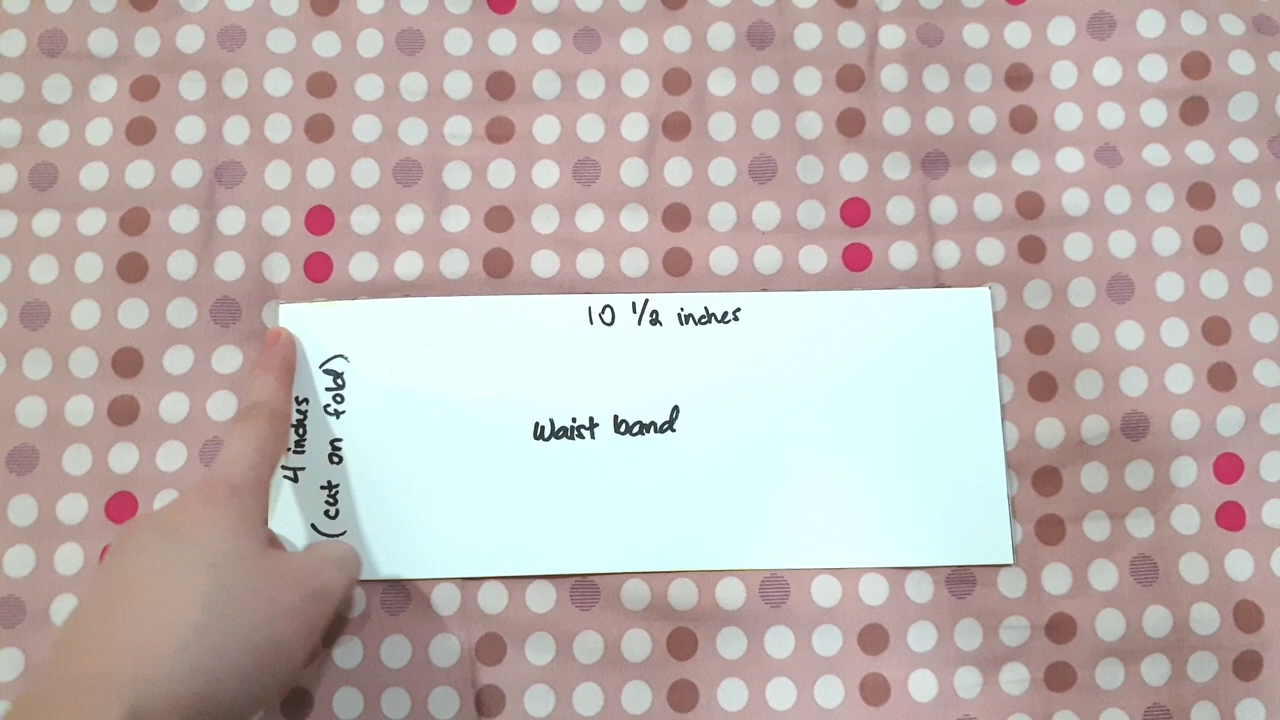 10 1/2 inches
4 inches
(cut on fold)
Waist band